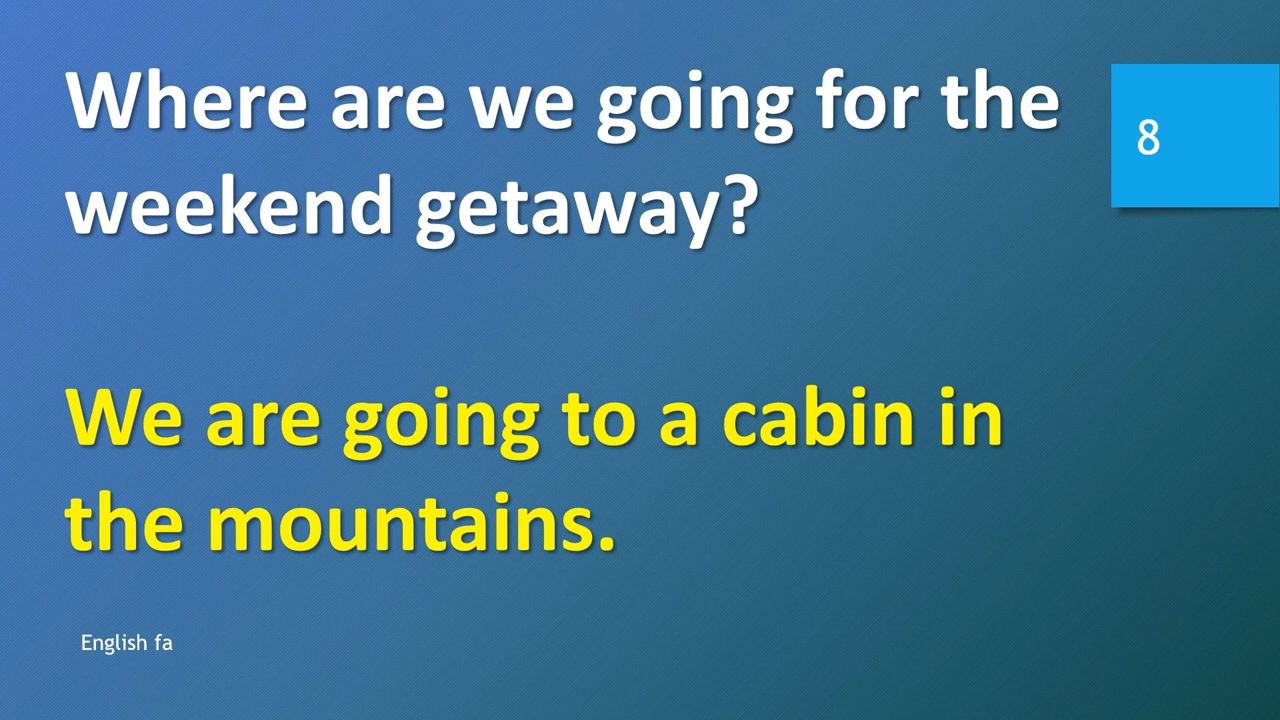 Where are we going for the
weekend getaway?
8
We are going to a cabin in
the mountains.
English fa